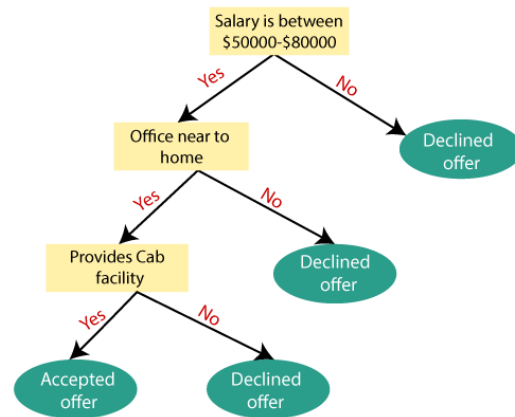 Salary is between
$50000-$80000
Yes
No
Office near to
home
Declined
offer
Yes
No
Provides Cab
facility
Declined
offer
Yes
No
Accepted
offer
Declined
offer